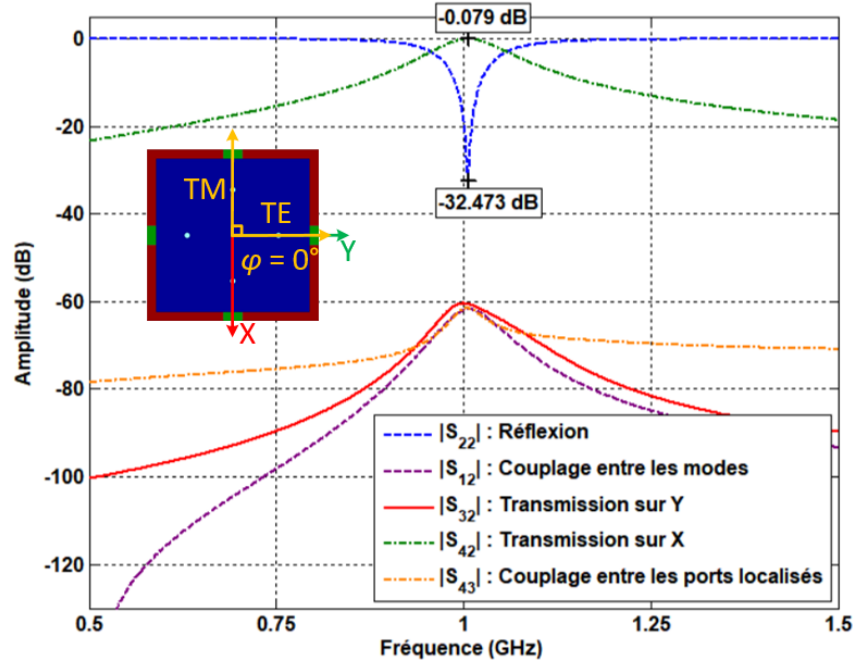 -0.079 dB
0
-20
-40
-60
-80
-100
-120
Amplitude (dB)
TM
TE
φ = 0°
Y
X
-32.473 dB
|S22| : Réflexion
|S12| : Couplage entre les modes
|S32| : Transmission sur Y
|S42| : Transmission sur X
|S43| : Couplage entre les ports localisés
0.5
0.75
1
1.25
1.5
Fréquence (GHz)